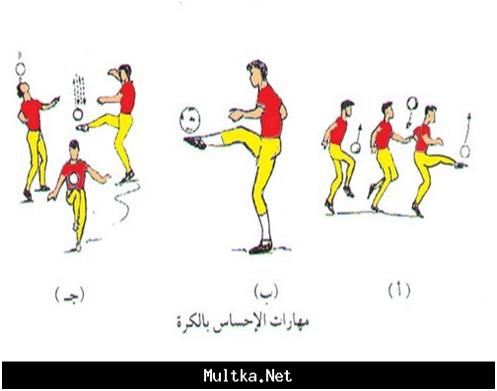 (أ)
(ب)
(جـ)
مهارات الإحساس بالكرة
Multka.Net